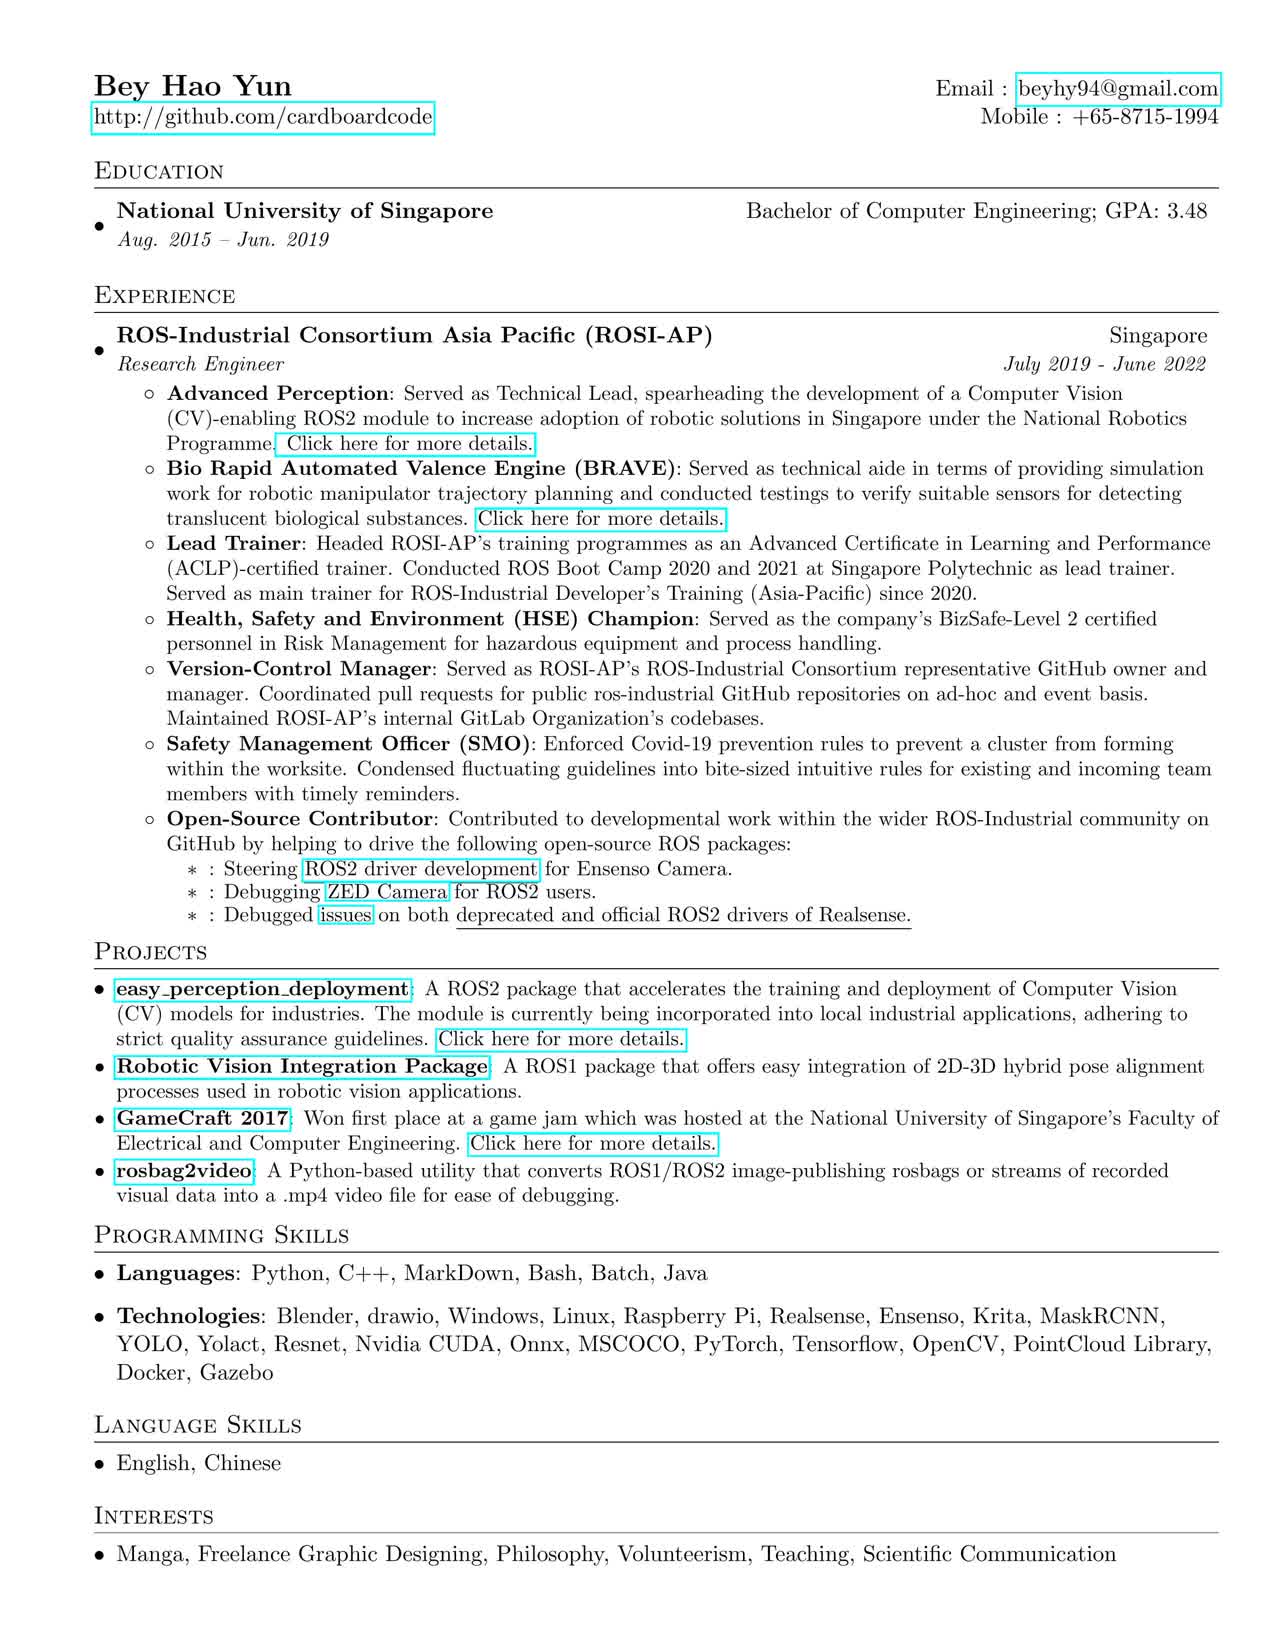 Bey Hao Yun
Email : beyhy94@gmail.com
http://github.com/cardboardcode
Mobile : +65-8715-1994
Education
• National University of Singapore Bachelor of Computer Engineering; GPA: 3.48
Aug. 2015 – Jun. 2019
Experience
• ROS-Industrial Consortium Asia Pacific (ROSI-AP) Singapore
Research Engineer July 2019 - June 2022
◦ Advanced Perception: Served as Technical Lead, spearheading the development of a Computer Vision
(CV)-enabling ROS2 module to increase adoption of robotic solutions in Singapore under the National Robotics
Programme. Click here for more details.
◦ Bio Rapid Automated Valence Engine (BRAVE): Served as technical aide in terms of providing simulation
work for robotic manipulator trajectory planning and conducted testings to verify suitable sensors for detecting
translucent biological substances. Click here for more details.
◦ Lead Trainer: Headed ROSI-AP's training programmes as an Advanced Certificate in Learning and Performance
(ACLP)-certified trainer. Conducted ROS Boot Camp 2020 and 2021 at Singapore Polytechnic as lead trainer.
Served as main trainer for ROS-Industrial Developer's Training (Asia-Pacific) since 2020.
◦ Health, Safety and Environment (HSE) Champion: Served as the company's BizSafe-Level 2 certified
personnel in Risk Management for hazardous equipment and process handling.
◦ Version-Control Manager: Served as ROSI-AP's ROS-Industrial Consortium representative GitHub owner and
manager. Coordinated pull requests for public ros-industrial GitHub repositories on ad-hoc and event basis.
Maintained ROSI-AP's internal GitLab Organization's codebases.
◦ Safety Management Officer (SMO): Enforced Covid-19 prevention rules to prevent a cluster from forming
within the worksite. Condensed fluctuating guidelines into bite-sized intuitive rules for existing and incoming team
members with timely reminders.
◦ Open-Source Contributor: Contributed to developmental work within the wider ROS-Industrial community on
GitHub by helping to drive the following open-source ROS packages:
∗ : Steering ROS2 driver development for Ensenso Camera.
∗ : Debugging ZED Camera for ROS2 users.
∗ : Debugged issues on both deprecated and official ROS2 drivers of Realsense.
Projects
• easy_perception_deployment: A ROS2 package that accelerates the training and deployment of Computer Vision
(CV) models for industries. The module is currently being incorporated into local industrial applications, adhering to
strict quality assurance guidelines. Click here for more details.
• Robotic Vision Integration Package: A ROS1 package that offers easy integration of 2D-3D hybrid pose alignment
processes used in robotic vision applications.
• GameCraft 2017: Won first place at a game jam which was hosted at the National University of Singapore's Faculty of
Electrical and Computer Engineering. Click here for more details.
• rosbag2video: A Python-based utility that converts ROS1/ROS2 image-publishing rosbags or streams of recorded
visual data into a .mp4 video file for ease of debugging.
Programming Skills
• Languages: Python, C++, MarkDown, Bash, Batch, Java
• Technologies: Blender, drawio, Windows, Linux, Raspberry Pi, Realsense, Ensenso, Krita, MaskRCNN,
YOLO, Yolact, Resnet, Nvidia CUDA, Onnx, MSCOCO, PyTorch, Tensorflow, OpenCV, PointCloud Library,
Docker, Gazebo
Language Skills
• English, Chinese
Interests
• Manga, Freelance Graphic Designing, Philosophy, Volunteerism, Teaching, Scientific Communication